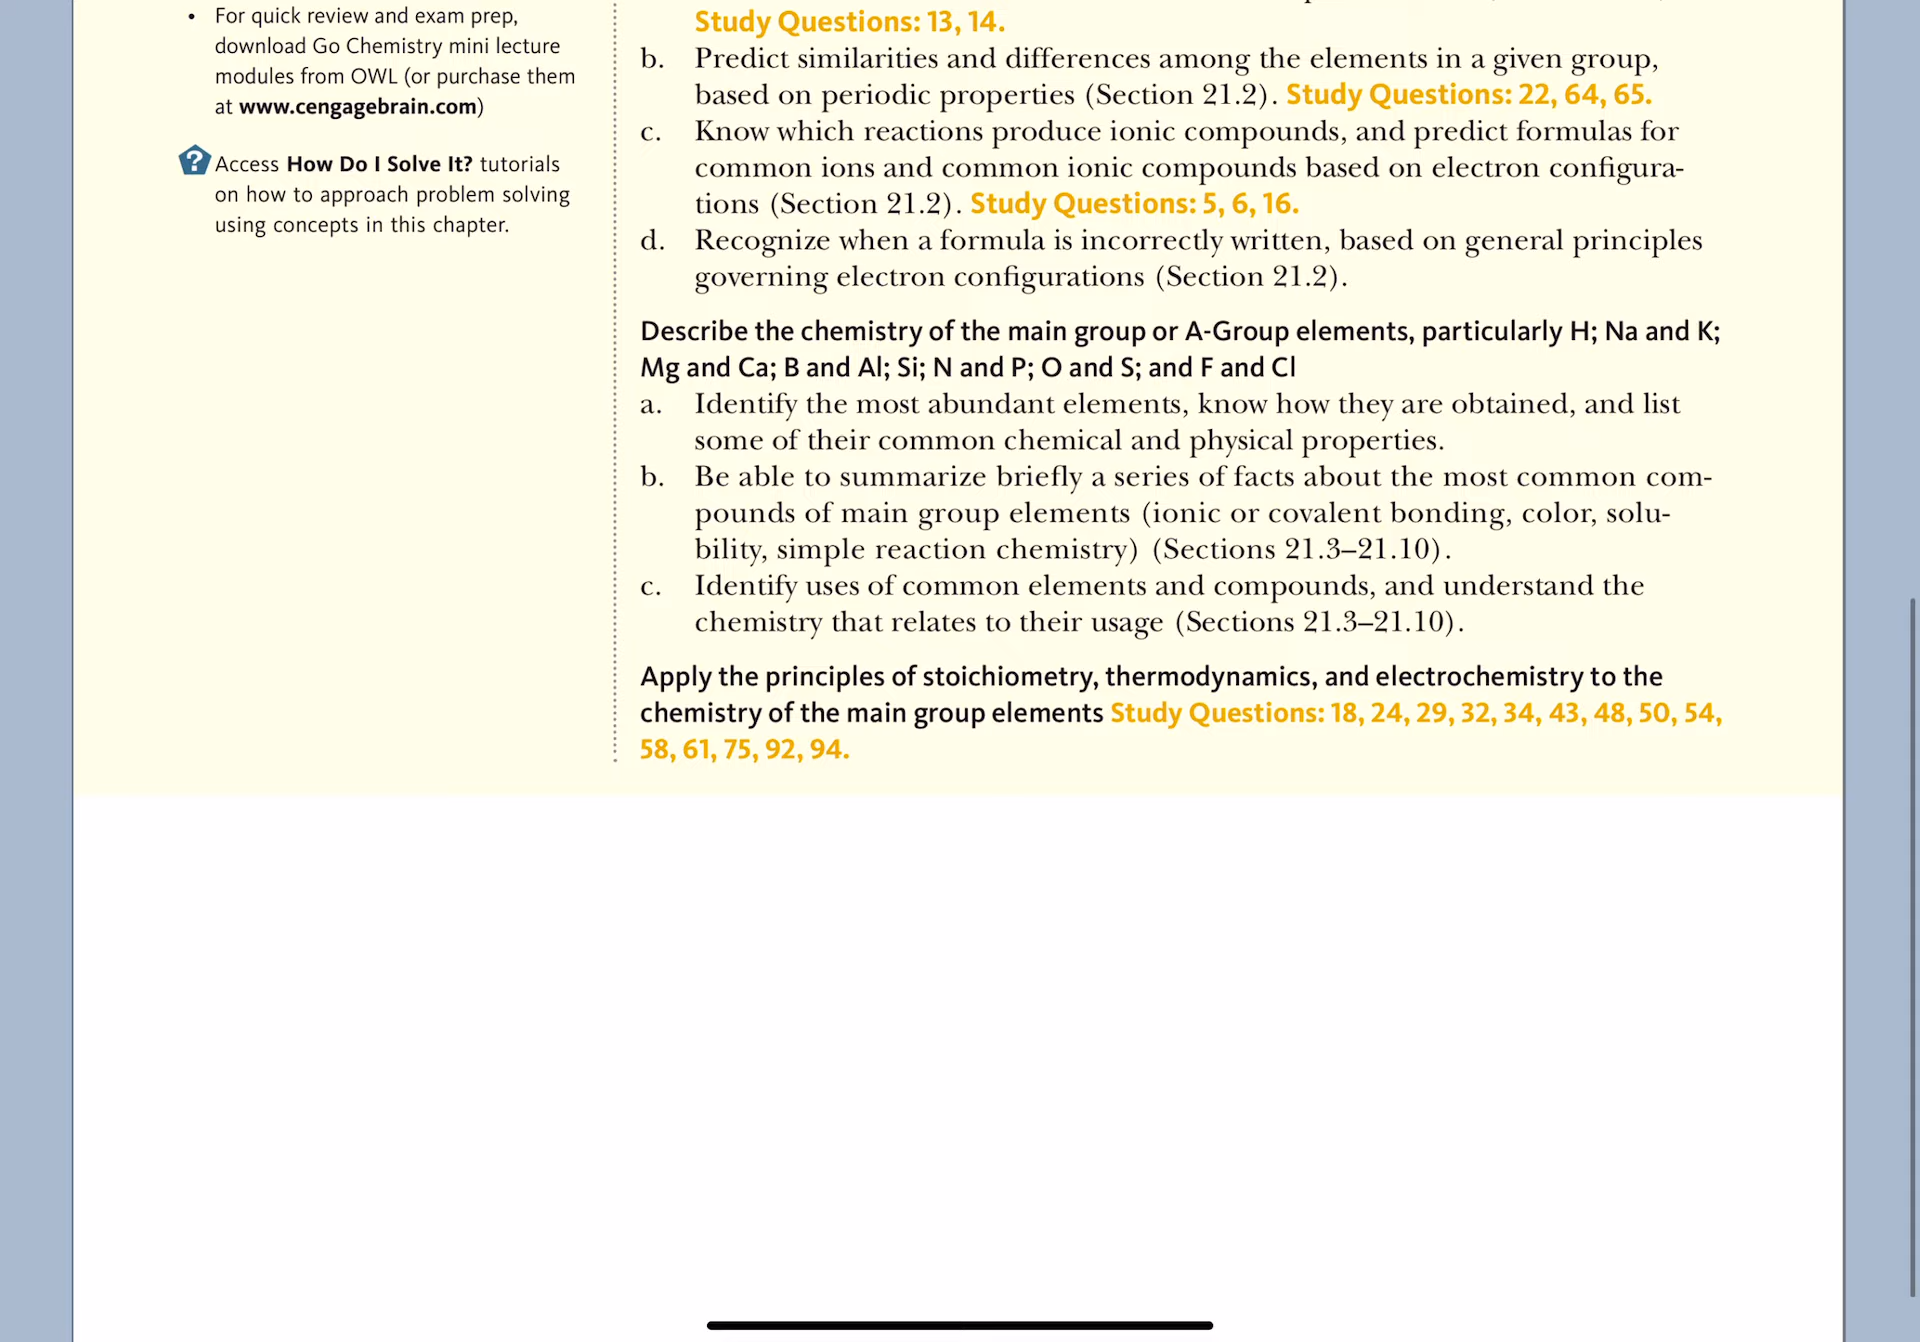 • For quick review and exam prep,
download Go Chemistry mini lecture
modules from OWL (or purchase them
at www.cengagebrain.com)
? Access How Do I Solve It? tutorials
on how to approach problem solving
using concepts in this chapter.
Study Questions: 13, 14.
b. Predict similarities and differences among the elements in a given group,
based on periodic properties (Section 21.2). Study Questions: 22, 64, 65.
c. Know which reactions produce ionic compounds, and predict formulas for
common ions and common ionic compounds based on electron configura-
tions (Section 21.2). Study Questions: 5, 6, 16.
d. Recognize when a formula is incorrectly written, based on general principles
governing electron configurations (Section 21.2).
Describe the chemistry of the main group or A-Group elements, particularly H; Na and K;
Mg and Ca; B and Al; Si; N and P; O and S; and F and Cl
a. Identify the most abundant elements, know how they are obtained, and list
some of their common chemical and physical properties.
b. Be able to summarize briefly a series of facts about the most common com-
pounds of main group elements (ionic or covalent bonding, color, solu-
bility, simple reaction chemistry) (Sections 21.3–21.10).
c. Identify uses of common elements and compounds, and understand the
chemistry that relates to their usage (Sections 21.3–21.10).
Apply the principles of stoichiometry, thermodynamics, and electrochemistry to the
chemistry of the main group elements Study Questions: 18, 24, 29, 32, 34, 43, 48, 50, 54,
58, 61, 75, 92, 94.